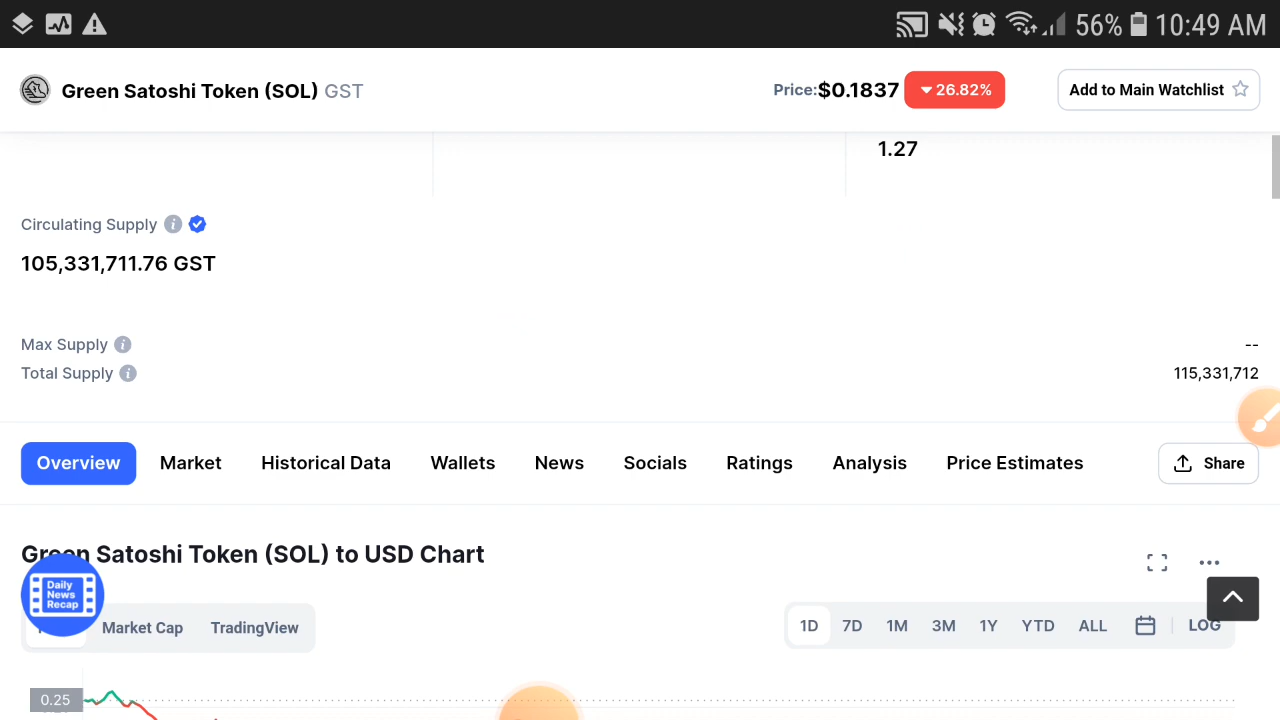 56% 10:49 AM
Green Satoshi Token (SOL) GST
Price: $0.1837 26.82%
Add to Main Watchlist
1.27
Circulating Supply
105,331,711.76 GST
Max Supply --
Total Supply 115,331,712
Overview Market Historical Data Wallets News Socials Ratings Analysis Price Estimates Share
Green Satoshi Token (SOL) to USD Chart
Daily
News
Recap
Market Cap TradingView
1D 7D 1M 3M 1Y YTD ALL LOG
0.25